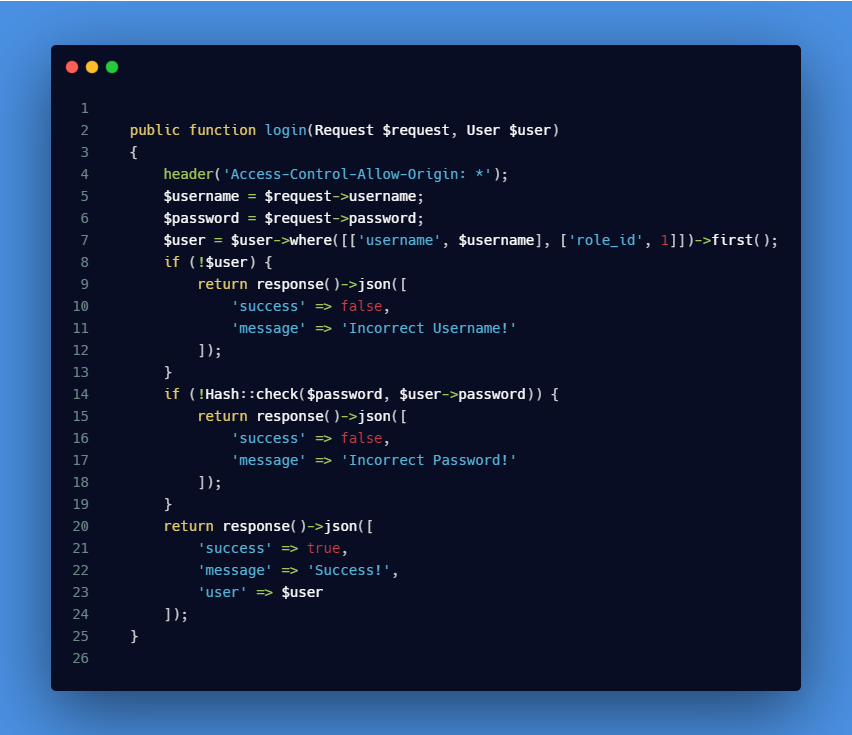 1
2 public function login(Request $request, User $user)
3 {
4 header('Access-Control-Allow-Origin: *');
5 $username = $request->username;
6 $password = $request->password;
7 $user = $user->where([['username', $username], ['role_id', 1]])->first();
8 if (!$user) {
9 return response()->json([
10 'success' => false,
11 'message' => 'Incorrect Username!'
12 ]);
13 }
14 if (!Hash::check($password, $user->password)) {
15 return response()->json([
16 'success' => false,
17 'message' => 'Incorrect Password!'
18 ]);
19 }
20 return response()->json([
21 'success' => true,
22 'message' => 'Success!',
23 'user' => $user
24 ]);
25 }
26